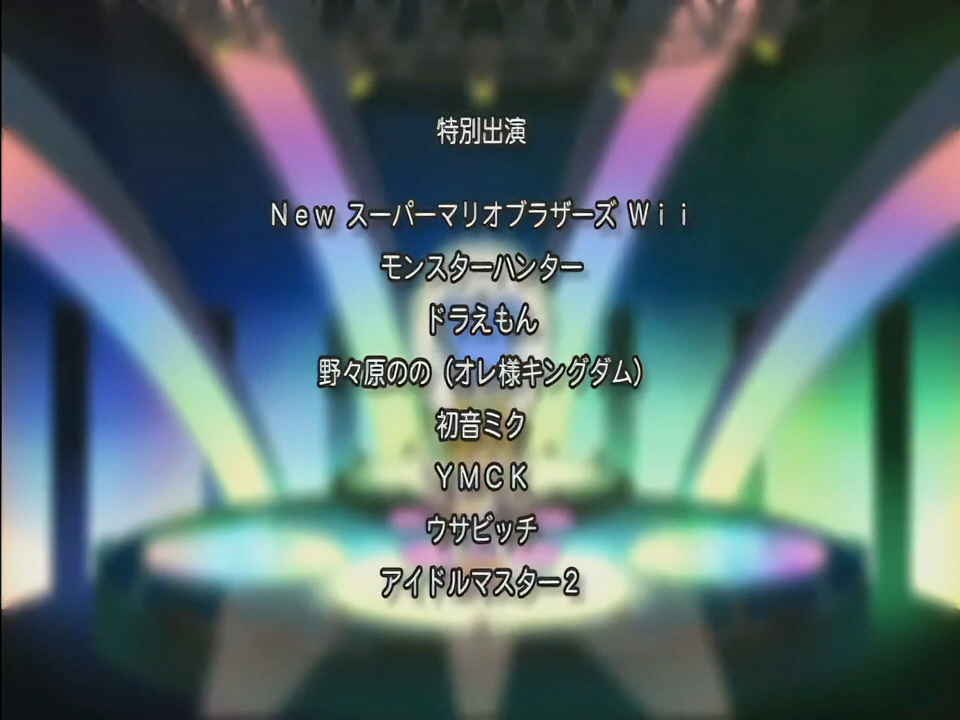 特別出演
Ｎｅｗ スーパーマリオブラザーズ Ｗｉｉ
モンスターハンター
ドラえもん
野々原のの（オレ様キングダム）
初音ミク
ＹＭＣＫ
ウサビッチ
アイドルマスター２